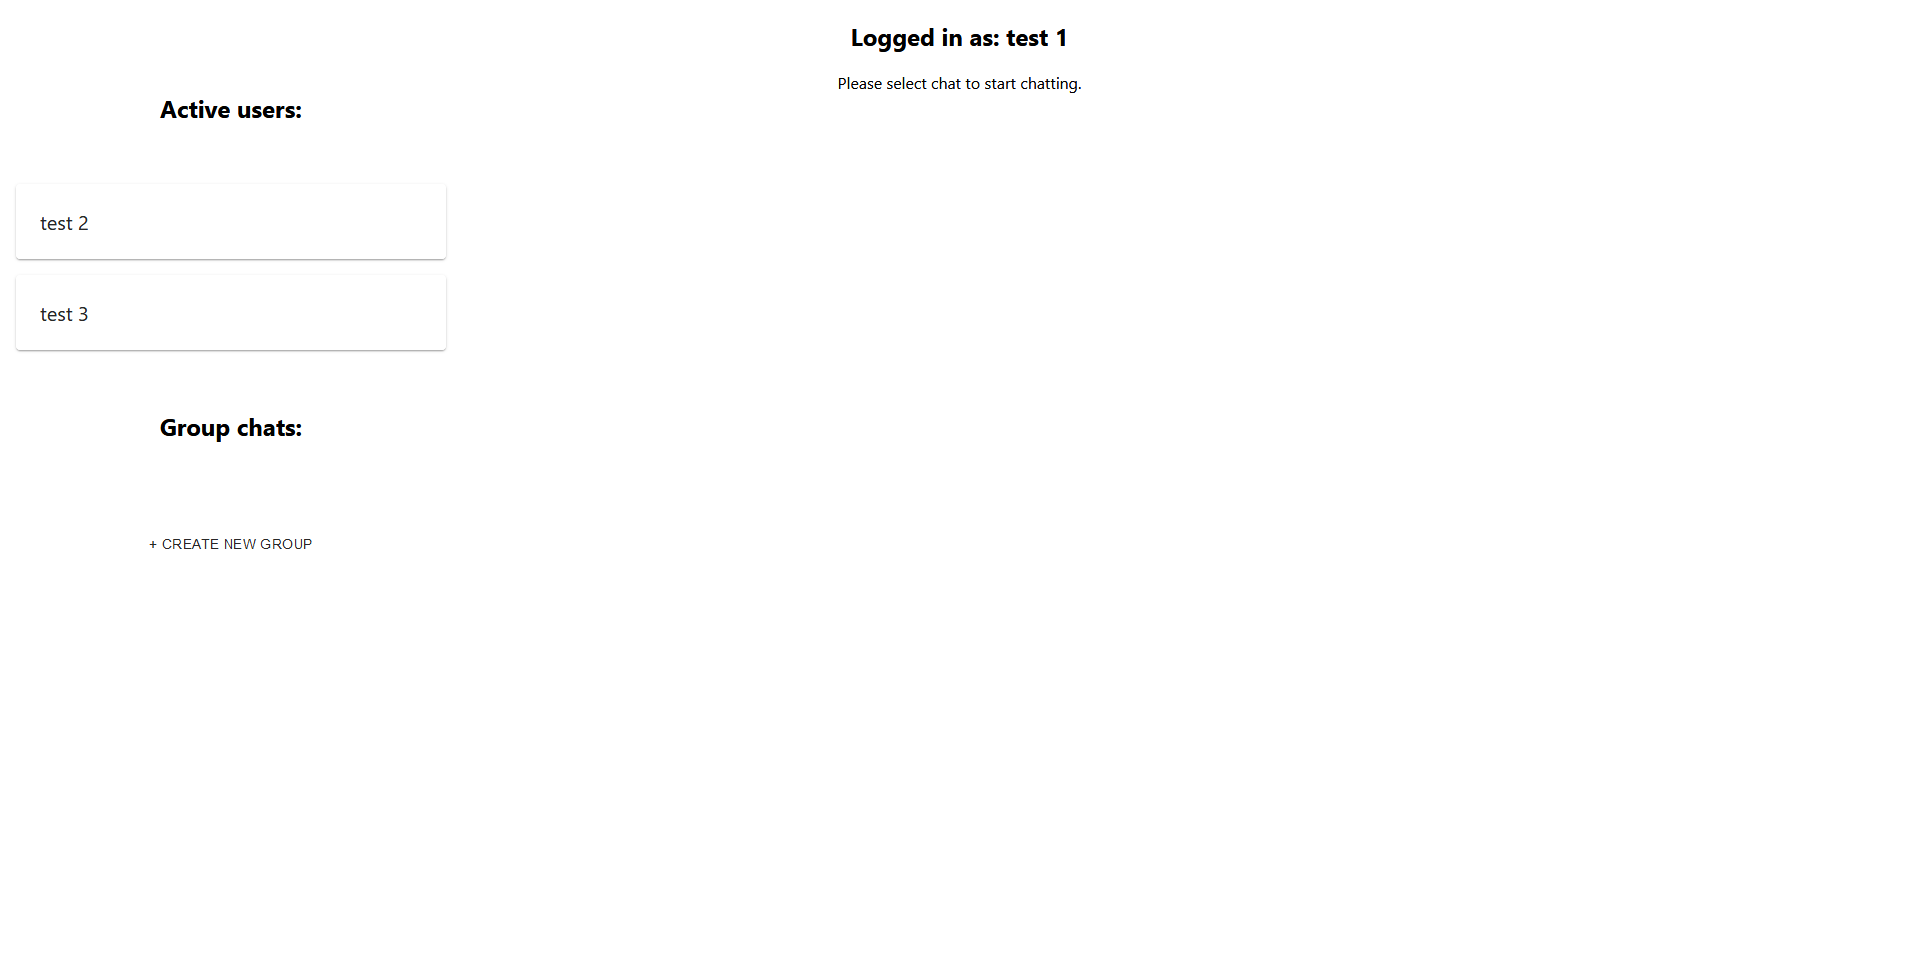 Logged in as: test 1
Please select chat to start chatting.
Active users:
test 2
test 3
Group chats:
+ CREATE NEW GROUP